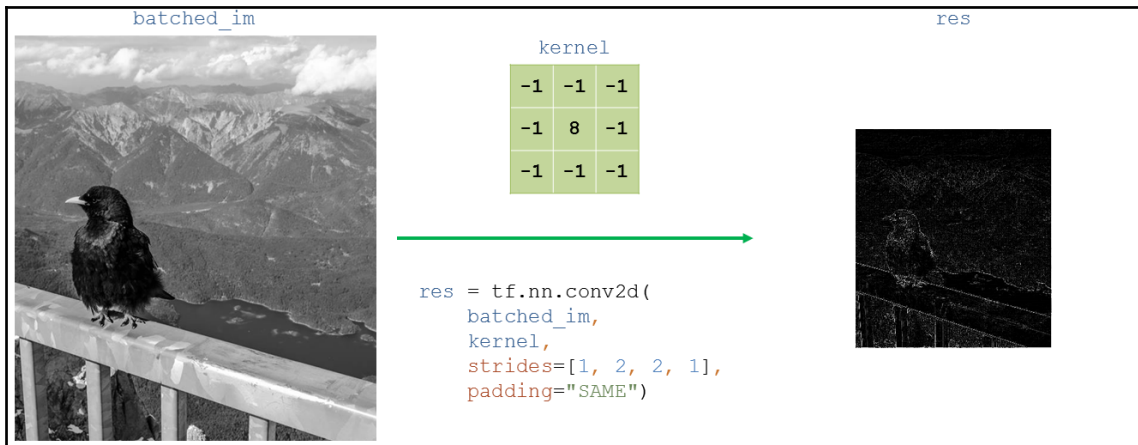 batched_im
kernel
-1 -1 -1
-1 8 -1
-1 -1 -1
res
res = tf.nn.conv2d(
batched_im,
kernel,
strides=[1, 2, 2, 1],
padding="SAME")